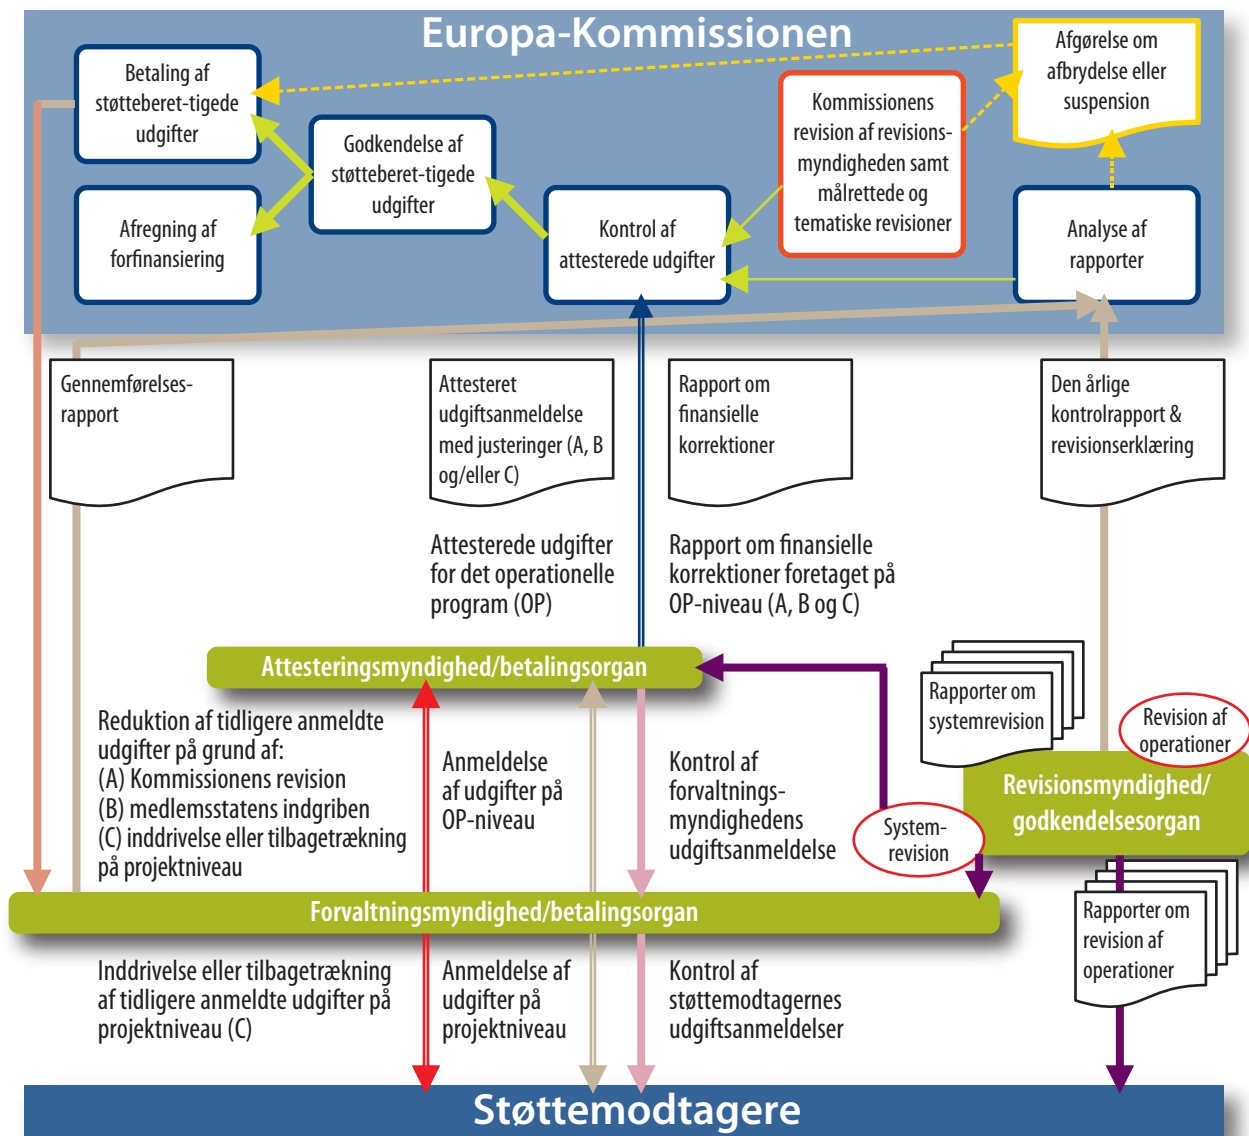 Europa-Kommissionen
Betaling af
støtteberet-tigede
udgifter
Godkendelse af
støtteberet-tigede
udgifter
Afregning af
forfinansiering
Kontrol af
attesterede udgifter
Kommissionens
revision af revisions-
myndigheden samt
målrettede og
tematiske revisioner
Afgørelse om
afbrydelse eller
suspension
Analyse af
rapporter
Gennemførelses-
rapport
Attesteret
udgiftsanmeldelse
med justeringer (A, B
og/eller C)
Rapport om
finansielle
korrektioner
Den årlige
kontrolrapport &
revisionserklæring
Attesterede udgifter
for det operationelle
program (OP)
Rapport om finansielle
korrektioner foretaget på
OP-niveau (A, B og C)
Attesteringsmyndighed/betalingsorgan
Rapporter om
systemrevision
Revision af
operationer
Revisionsmyndighed/
godkendelsesorgan
System-
revision
Reduktion af tidligere anmeldte
udgifter på grund af:
(A) Kommissionens revision
(B) medlemsstatens indgriben
(C) inddrivelse eller tilbagetrækning
på projektniveau
Anmeldelse
af udgifter på
OP-niveau
Kontrol af
forvaltnings-
myndighedens
udgiftsanmeldelse
Forvaltningsmyndighed/betalingsorgan
Rapporter om
revision af
operationer
Inddrivelse eller tilbagetrækning
af tidligere anmeldte udgifter på
projektniveau (C)
Anmeldelse af
udgifter på
projektniveau
Kontrol af
støttemodtagernes
udgiftsanmeldelser
Støttemodtagere